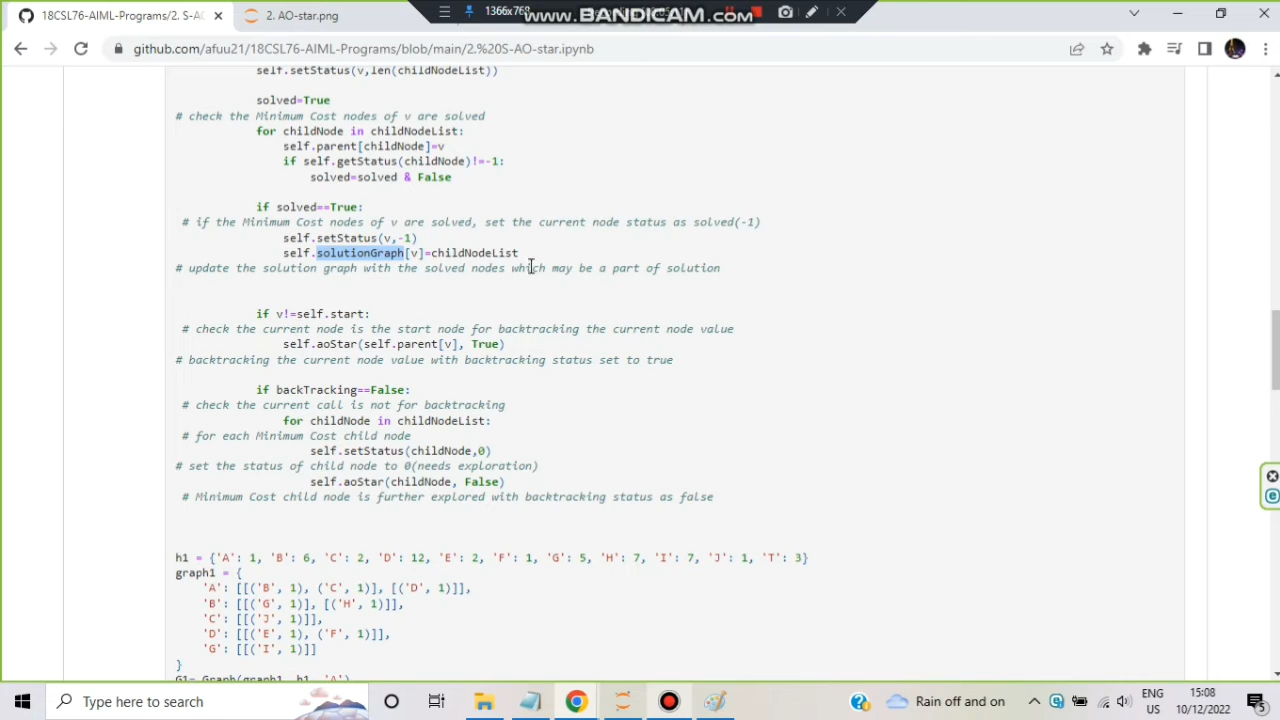 18CSL76-AIML-Programs/2. S-AO
2. AO-star.png
1366x768
www.BANDICAM.com
github.com/afuu21/18CSL76-AIML-Programs/blob/main/2.%20S-AO-star.ipynb
self.setStatus(v,len(childNodeList))
solved=True
# check the Minimum Cost nodes of v are solved
for childNode in childNodeList:
self.parent[childNode]=v
if self.getStatus(childNode)!=-1:
solved=solved & False
if solved==True:
# if the Minimum Cost nodes of v are solved, set the current node status as solved(-1)
self.setStatus(v,-1)
self.solutionGraph[v]=childNodeList
# update the solution graph with the solved nodes which may be a part of solution
if v!=self.start:
# check the current node is the start node for backtracking the current node value
self.aoStar(self.parent[v], True)
# backtracking the current node value with backtracking status set to true
if backTracking==False:
# check the current call is not for backtracking
for childNode in childNodeList:
# for each Minimum Cost child node
self.setStatus(childNode,0)
# set the status of child node to 0(needs exploration)
self.aoStar(childNode, False)
# Minimum Cost child node is further explored with backtracking status as false
h1 = {'A': 1, 'B': 6, 'C': 2, 'D': 12, 'E': 2, 'F': 1, 'G': 5, 'H': 7, 'I': 7, 'J': 1, 'T': 3}
graph1 = {
'A': [[('B', 1), ('C', 1)], [('D', 1)]],
'B': [[('G', 1)], [('H', 1)]],
'C': [[('J', 1)]],
'D': [[('E', 1), ('F', 1)]],
'G': [[('I', 1)]]
}
G1= Graph(graph1, h1, 'A')
Type here to search
Rain off and on
ENG
US
15:08
10/12/2022
5